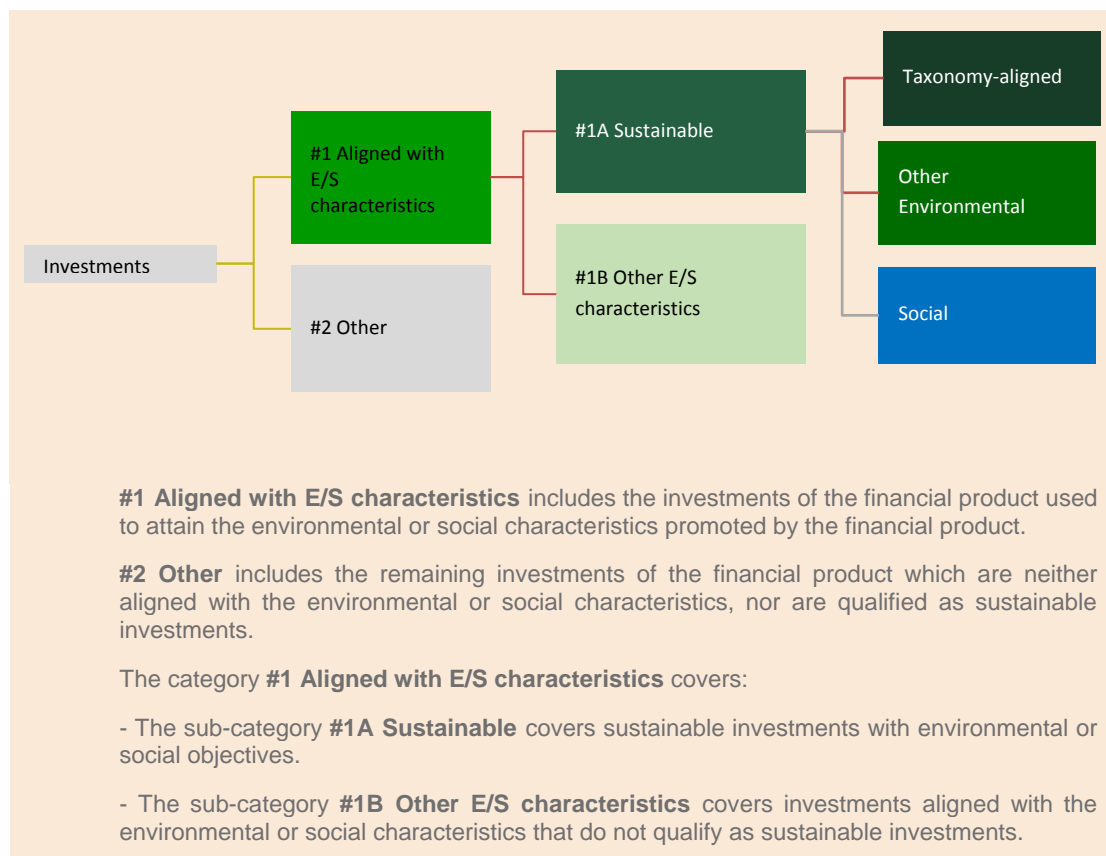 Taxonomy-aligned
#1A Sustainable
#1 Aligned with
E/S
characteristics
Other
Environmental
Investments
#1B Other E/S
characteristics
#2 Other
Social
#1 Aligned with E/S characteristics includes the investments of the financial product used
to attain the environmental or social characteristics promoted by the financial product.
#2 Other includes the remaining investments of the financial product which are neither
aligned with the environmental or social characteristics, nor are qualified as sustainable
investments.
The category #1 Aligned with E/S characteristics covers:
- The sub-category #1A Sustainable covers sustainable investments with environmental or
social objectives.
- The sub-category #1B Other E/S characteristics covers investments aligned with the
environmental or social characteristics that do not qualify as sustainable investments.